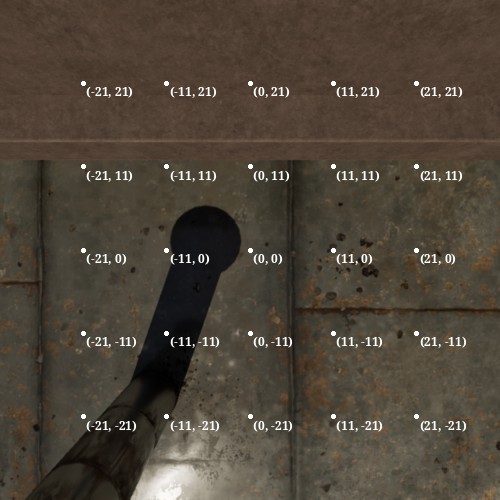 (-21, 21) (-11, 21) (0, 21) (11, 21) (21, 21)
(-21, 11) (-11, 11) (0, 11) (11, 11) (21, 11)
(-21, 0) (-11, 0) (0, 0) (11, 0) (21, 0)
(-21, -11) (-11, -11) (0, -11) (11, -11) (21, -11)
(-21, -21) (-11, -21) (0, -21) (11, -21) (21, -21)